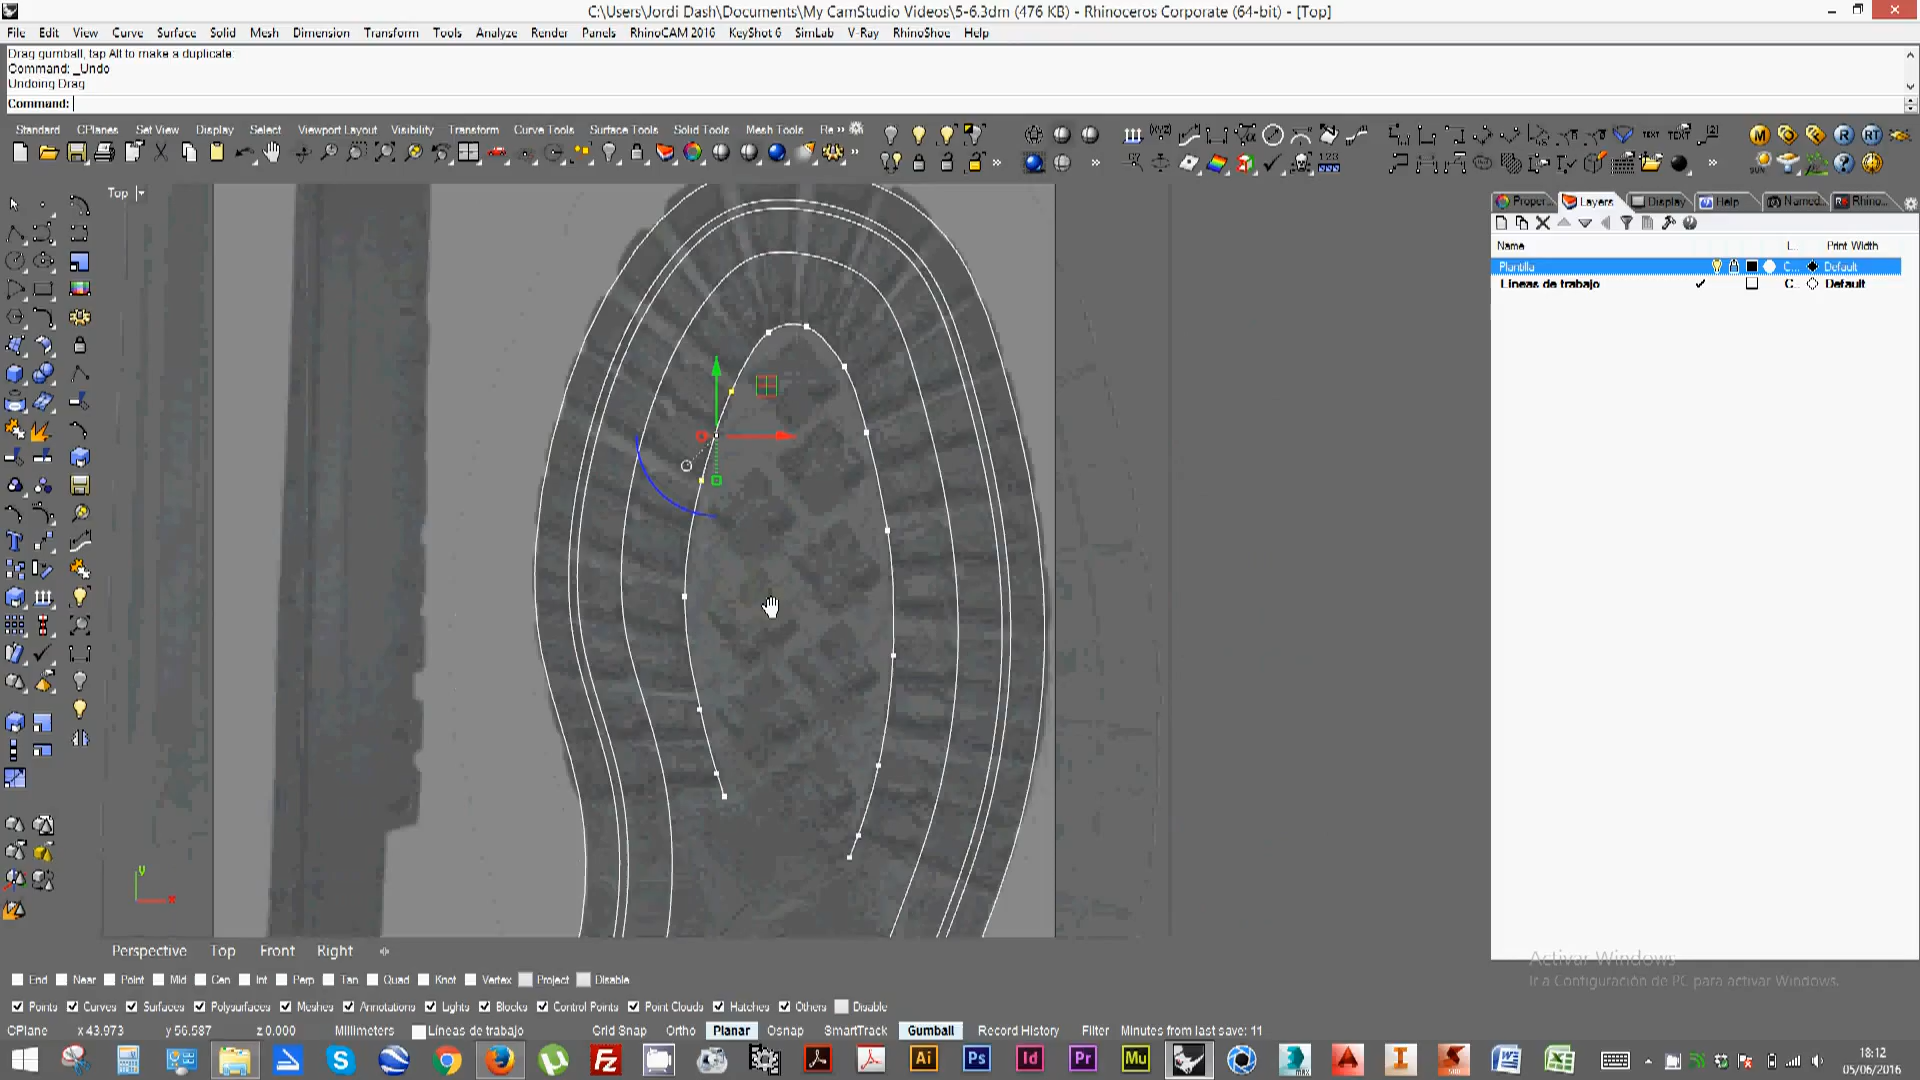 C:\Users\Jordi Dash\Documents\My CamStudio Videos\5-6.3dm (476 KB) - Rhinoceros Corporate (64-bit) - [Top]
File Edit View Curve Surface Solid Mesh Dimension Transform Tools Analyze Render Panels RhinoCAM 2016 KeyShot 6 SimLab V-Ray RhinoShoe Help
Drag gumball, tap Alt to make a duplicate:
Command: _Undo
Undoing Drag
Command:
Standard CPlanes Set View Display Select Viewport Layout Visibility Transform Curve Tools Surface Tools Solid Tools Mesh Tools Re
Top
Proper... Layers Display Help Named... Rhino...
Name L... Print Width
Plantilla C... Default
Líneas de trabajo C... Default
y
x
Perspective Top Front Right
Activar Windows
Ir a Configuración de PC para activar Windows.
End Near Point Mid Cen Int Perp Tan Quad Knot Vertex Project Disable
Points Curves Surfaces Polysurfaces Meshes Annotations Lights Blocks Control Points Point Clouds Hatches Others Disable
CPlane x 43.973 y 56.587 z 0.000 Millimeters Líneas de trabajo Grid Snap Ortho Planar Osnap SmartTrack Gumball Record History Filter Minutes from last save: 11
18:12
05/06/2016